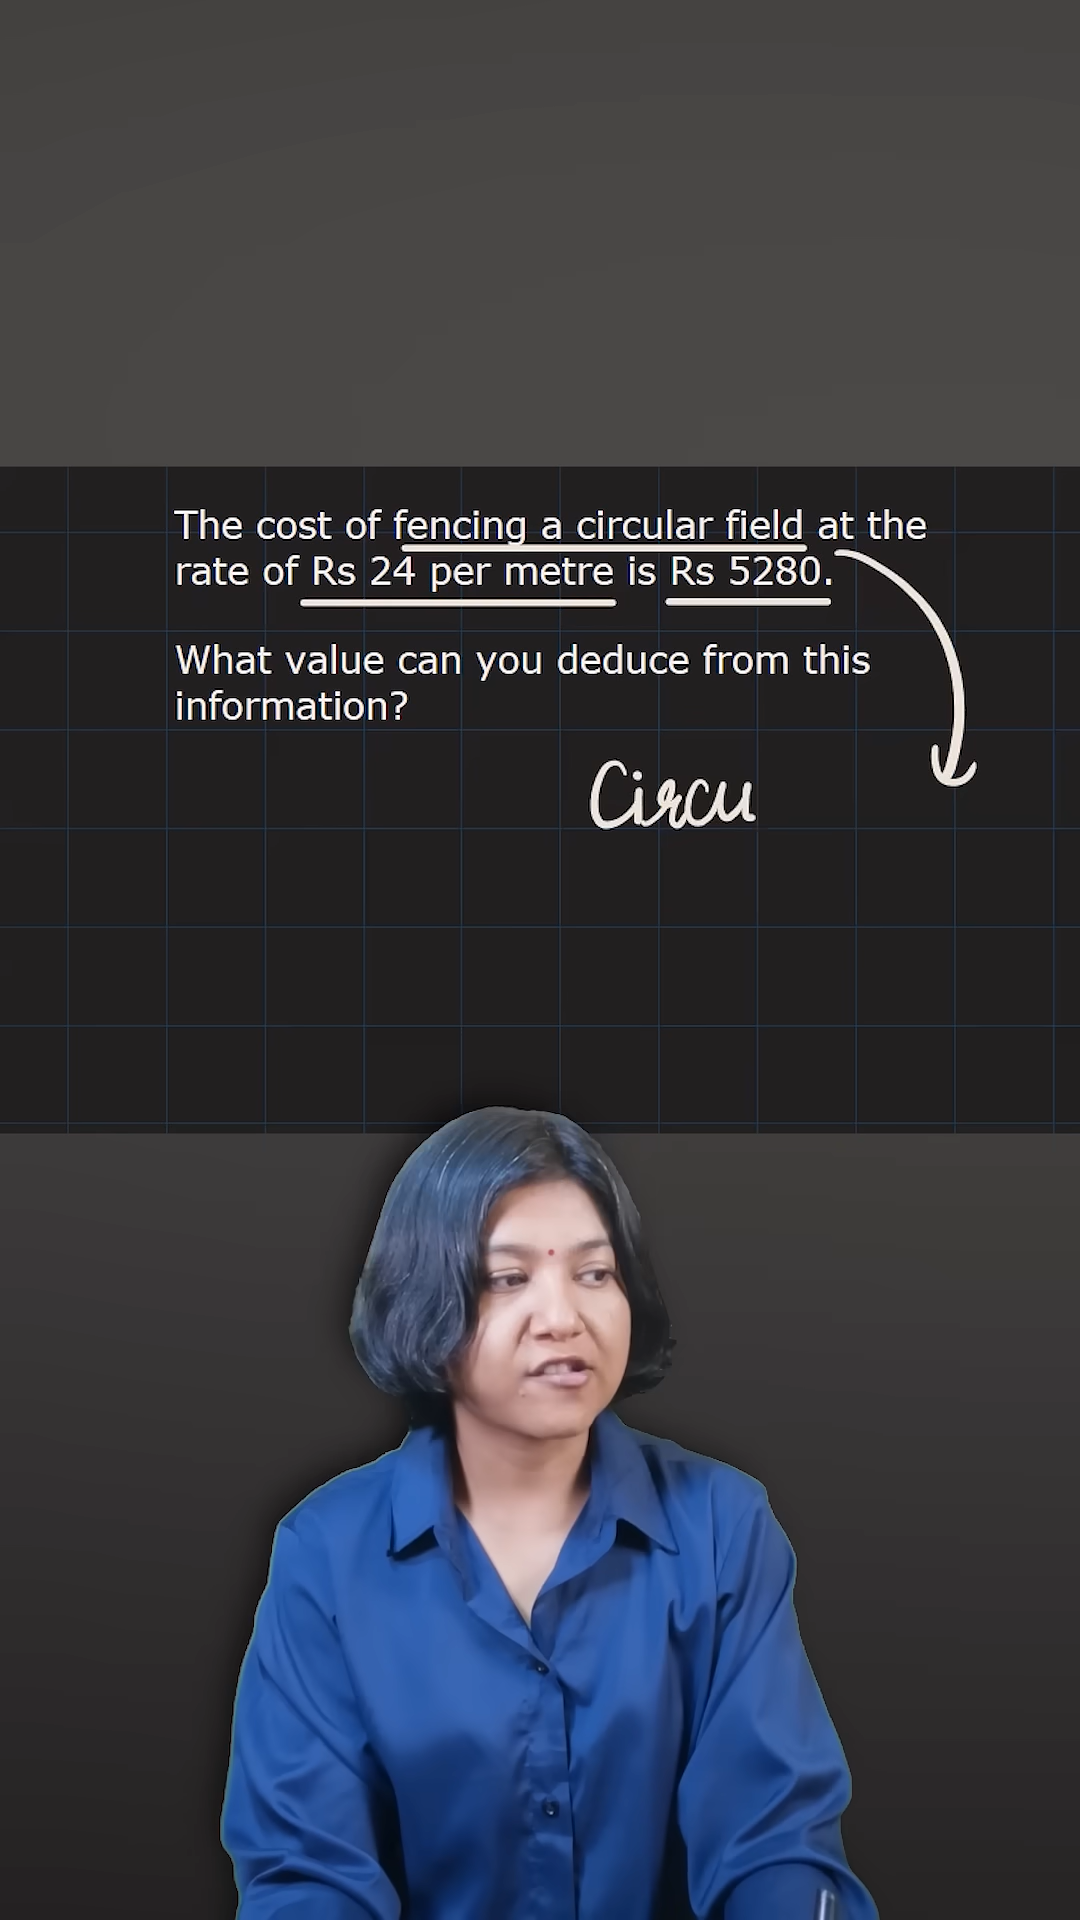 The cost of fencing a circular field at the
rate of Rs 24 per metre is Rs 5280.
What value can you deduce from this
information?
Circu